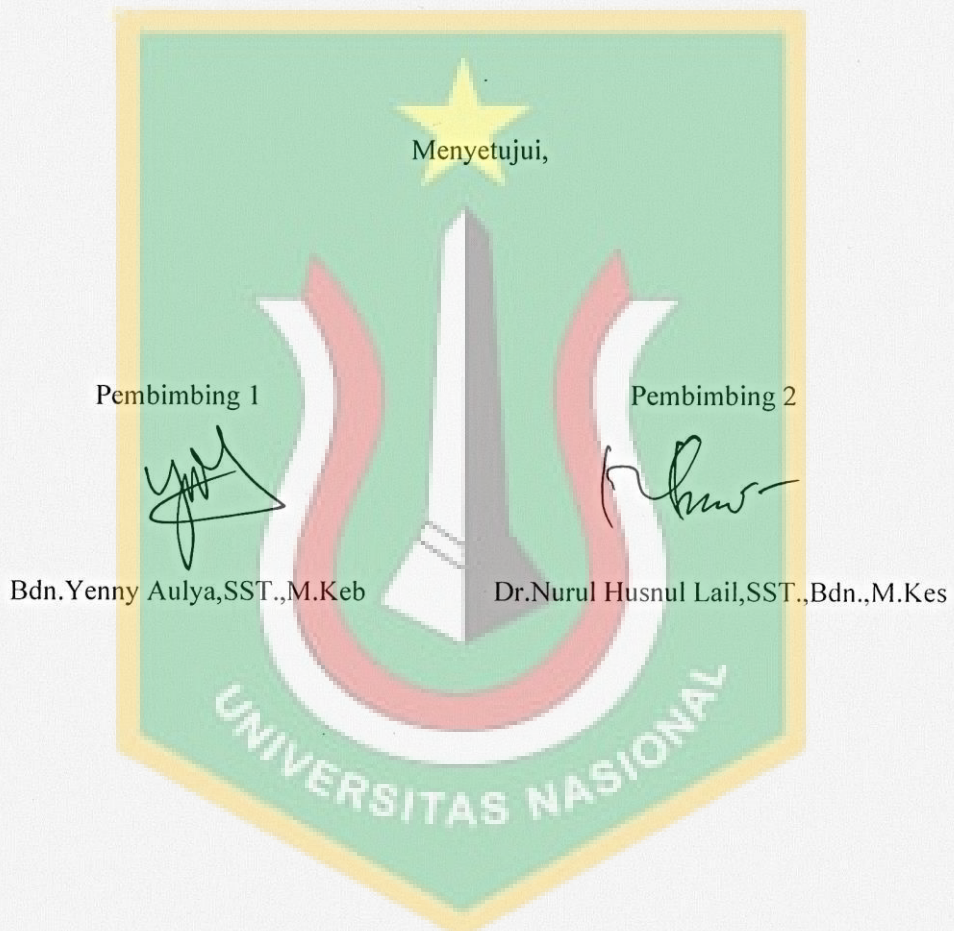 Menyetujui,
Pembimbing 1 Pembimbing 2
Bdn.Yenny Aulya,SST.,M.Keb Dr.Nurul Husnul Lail,SST.,Bdn.,M.Kes
UNIVERSITAS NASIONAL